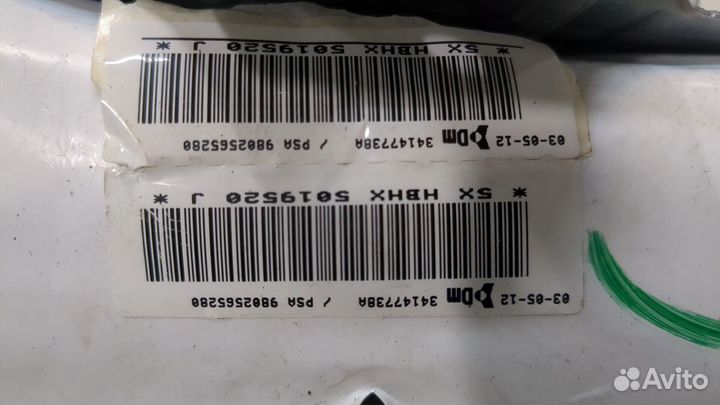 03-05-12 Dm 34147738A / PSA 9802565280
* 5X HBHX 5019520 J *
03-05-12 Dm 34147738A / PSA 9802565280
* 5X HBHX 5019520 J *
Avito